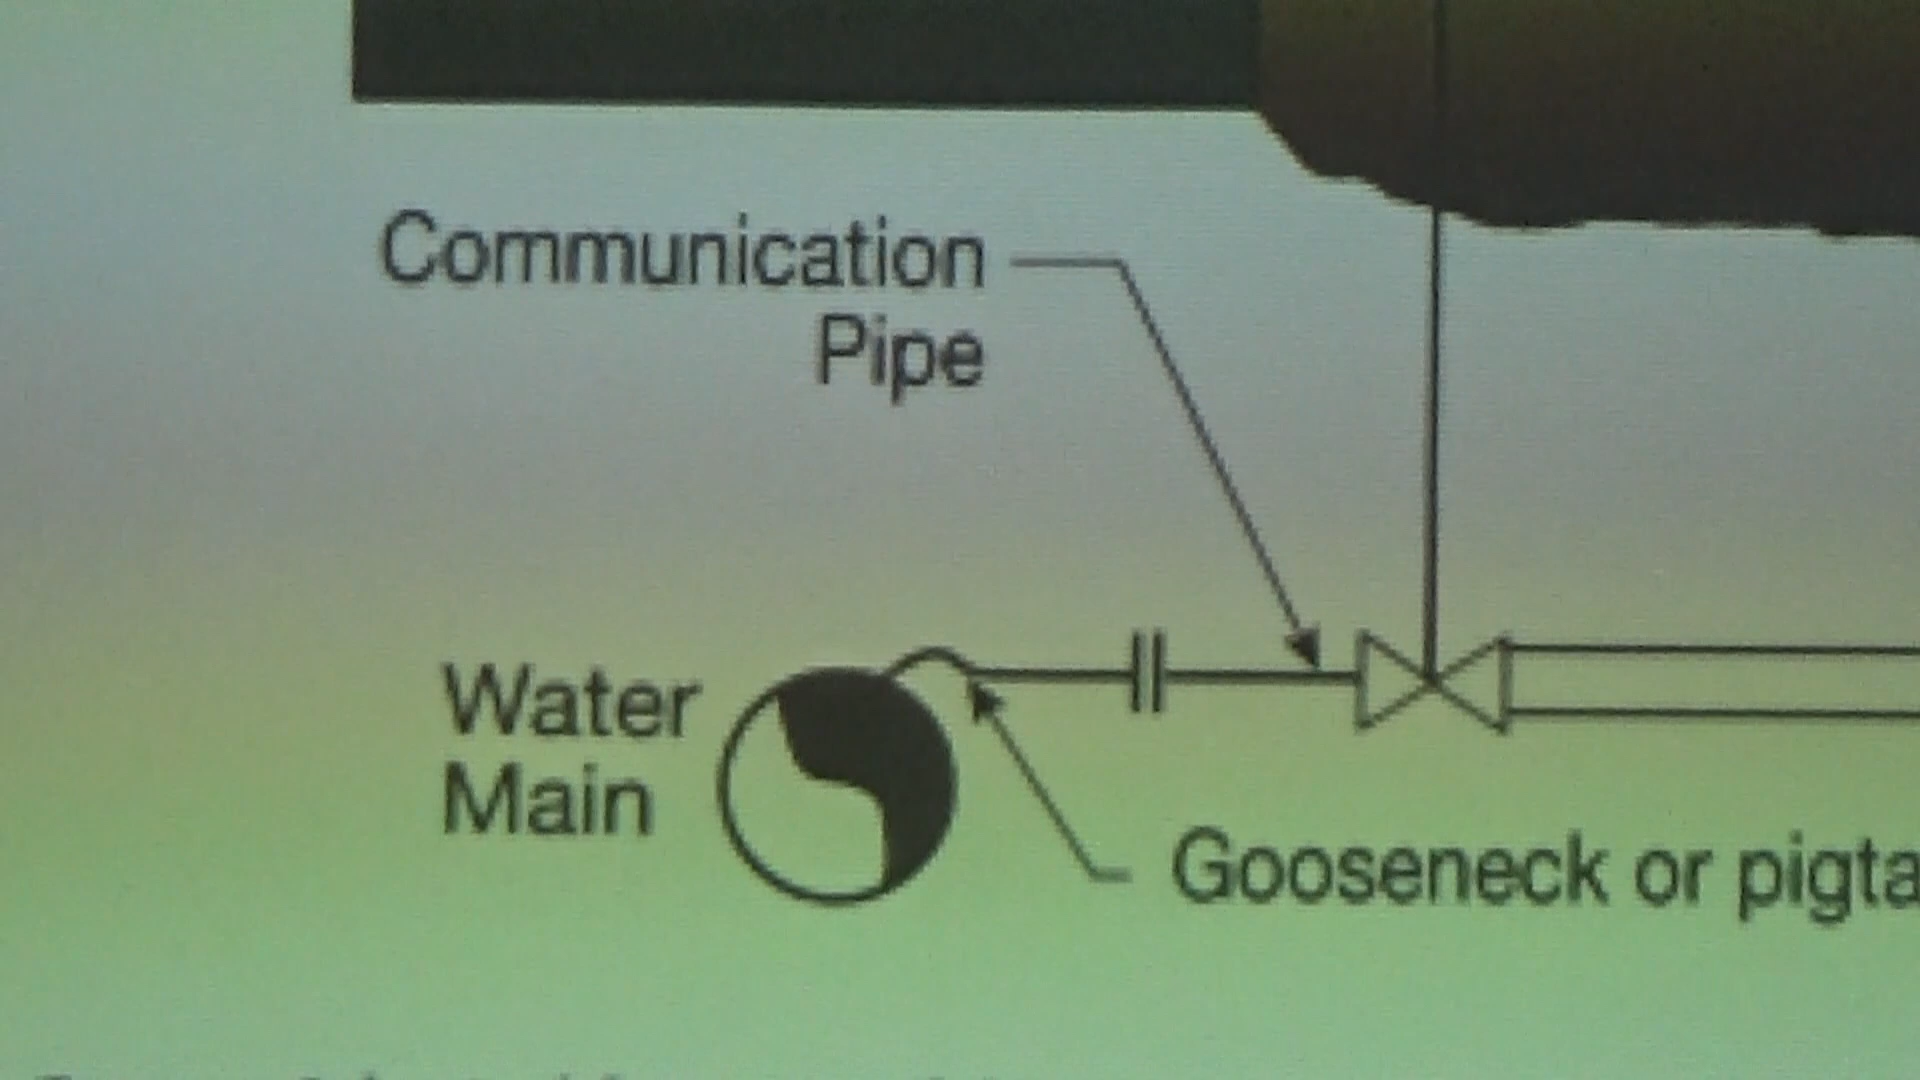 Communication
Pipe
Water
Main
Gooseneck or pigta